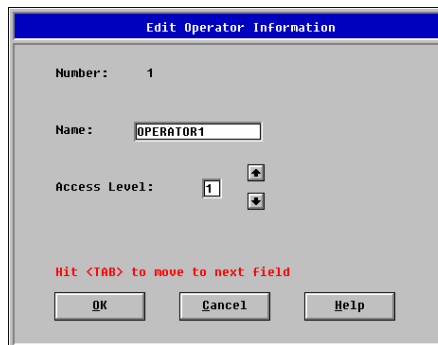 Edit Operator Information
Number: 1
Name: OPERATOR1
Access Level: 1
Hit <TAB> to move to next field
OK Cancel Help